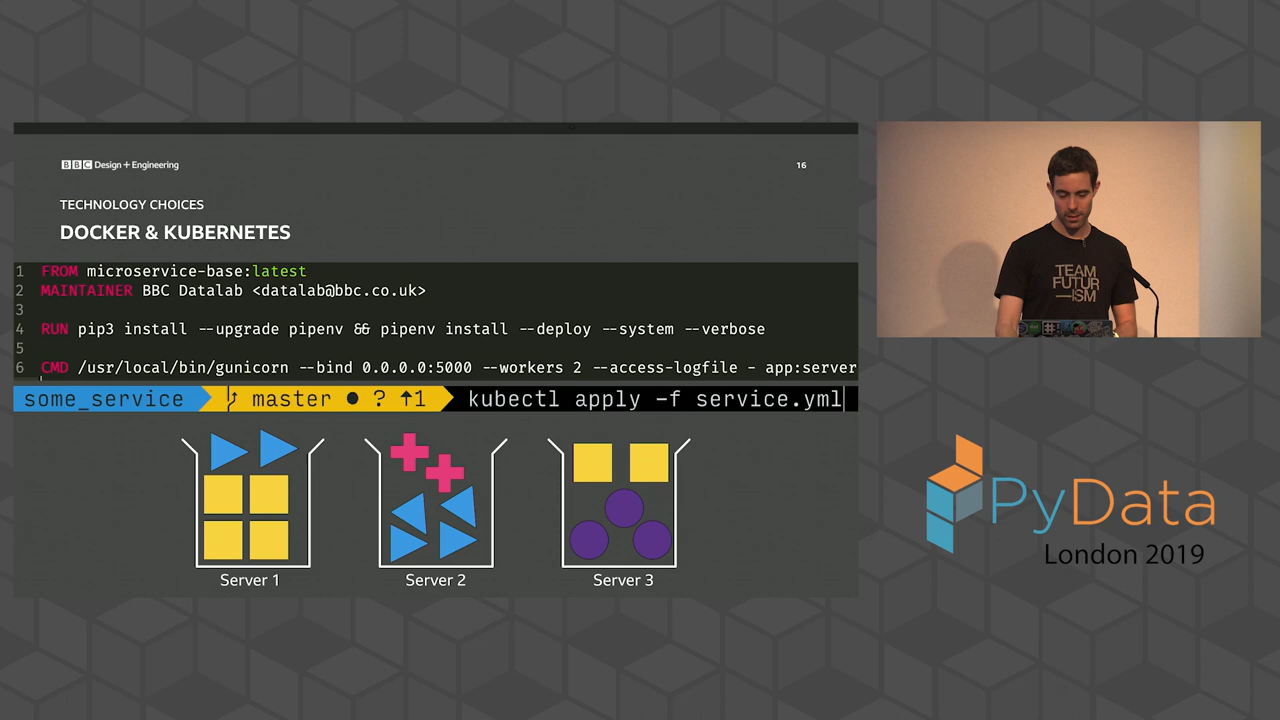 BBC Design + Engineering
16
TECHNOLOGY CHOICES
DOCKER & KUBERNETES
1 FROM microservice-base:latest
2 MAINTAINER BBC Datalab <datalab@bbc.co.uk>
3
4 RUN pip3 install --upgrade pipenv && pipenv install --deploy --system --verbose
5
6 CMD /usr/local/bin/gunicorn --bind 0.0.0.0:5000 --workers 2 --access-logfile - app:server
some_service master ● ? ↑1 kubectl apply -f service.yml
Server 1
Server 2
Server 3
TEAM
FUTUR
—ISM
PyData
London 2019